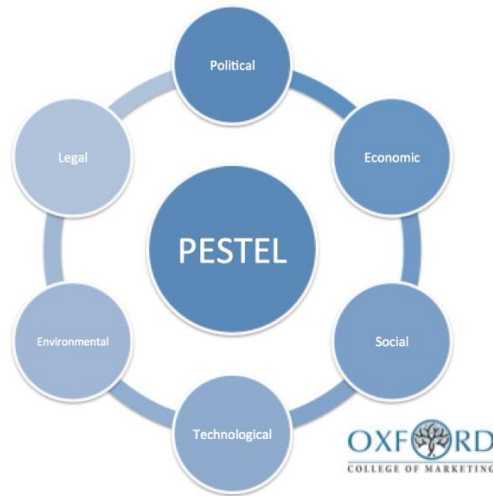 Political
Economic
Social
Technological
Environmental
Legal
PESTEL
OXFORD
COLLEGE OF MARKETING